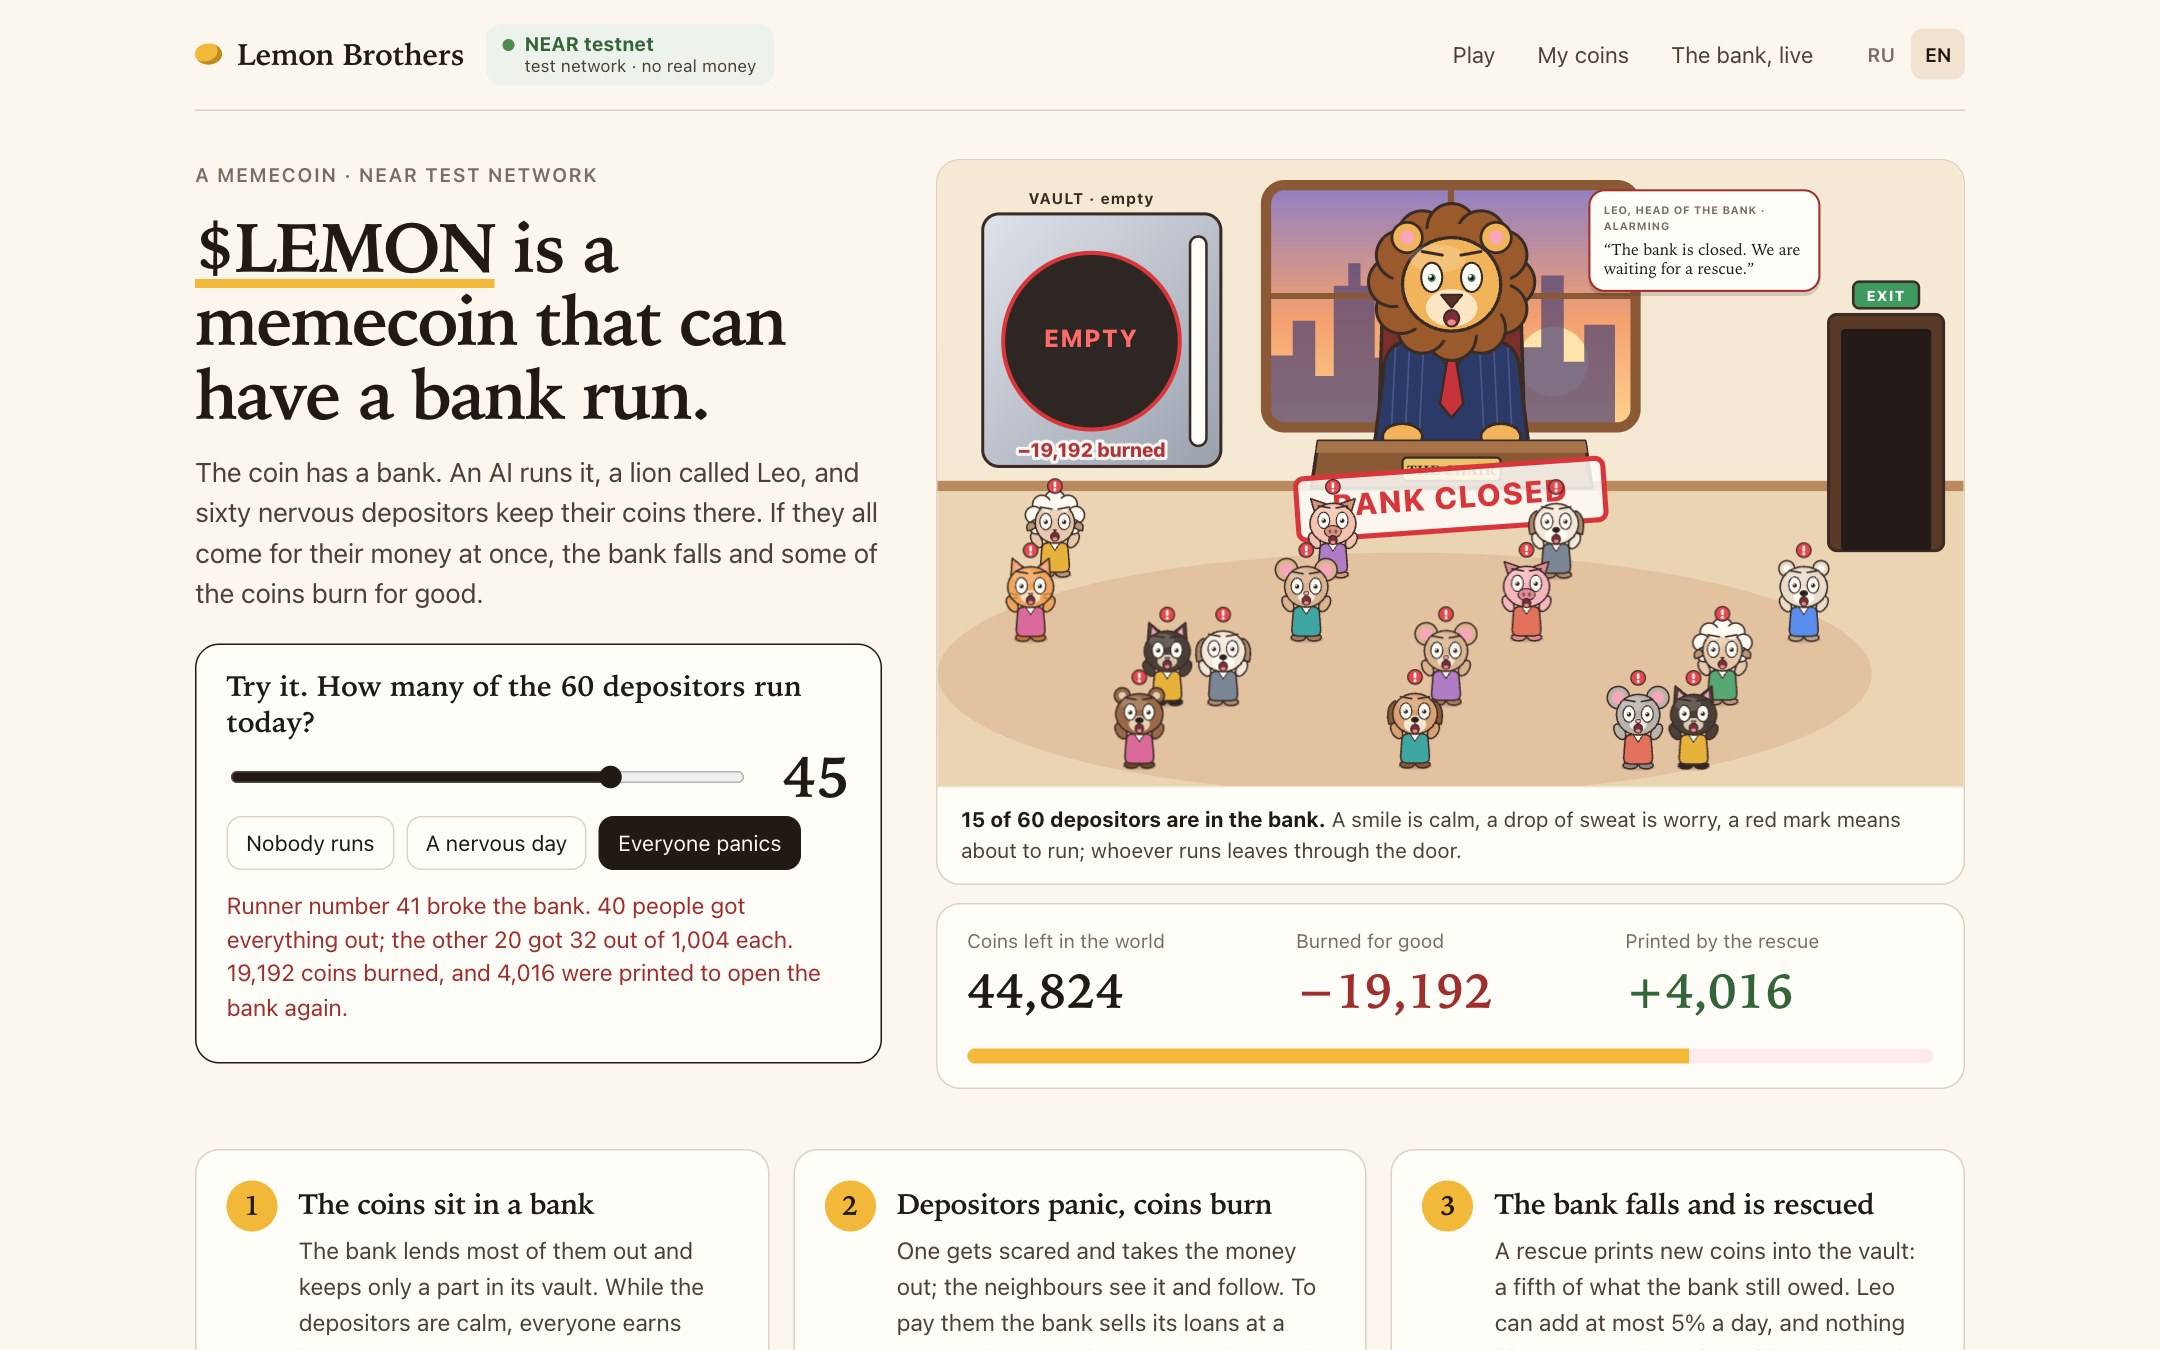 Lemon Brothers
NEAR testnet
test network · no real money
Play
My coins
The bank, live
RU
EN
A MEMECOIN · NEAR TEST NETWORK
$LEMON is a
memecoin that can
have a bank run.
The coin has a bank. An AI runs it, a lion called Leo, and
sixty nervous depositors keep their coins there. If they all
come for their money at once, the bank falls and some of
the coins burn for good.
Try it. How many of the 60 depositors run
today?
45
Nobody runs
A nervous day
Everyone panics
Runner number 41 broke the bank. 40 people got
everything out; the other 20 got 32 out of 1,004 each.
19,192 coins burned, and 4,016 were printed to open the
bank again.
VAULT · empty
EMPTY
−19,192 burned
LEO, HEAD OF THE BANK ·
ALARMING
“The bank is closed. We are
waiting for a rescue.”
EXIT
THE CHAIR
BANK CLOSED
15 of 60 depositors are in the bank. A smile is calm, a drop of sweat is worry, a red mark means
about to run; whoever runs leaves through the door.
Coins left in the world
44,824
Burned for good
−19,192
Printed by the rescue
+4,016
1
The coins sit in a bank
The bank lends most of them out and
keeps only a part in its vault. While the
depositors are calm, everyone earns
2
Depositors panic, coins burn
One gets scared and takes the money
out; the neighbours see it and follow. To
pay them the bank sells its loans at a
3
The bank falls and is rescued
A rescue prints new coins into the vault:
a fifth of what the bank still owed. Leo
can add at most 5% a day, and nothing